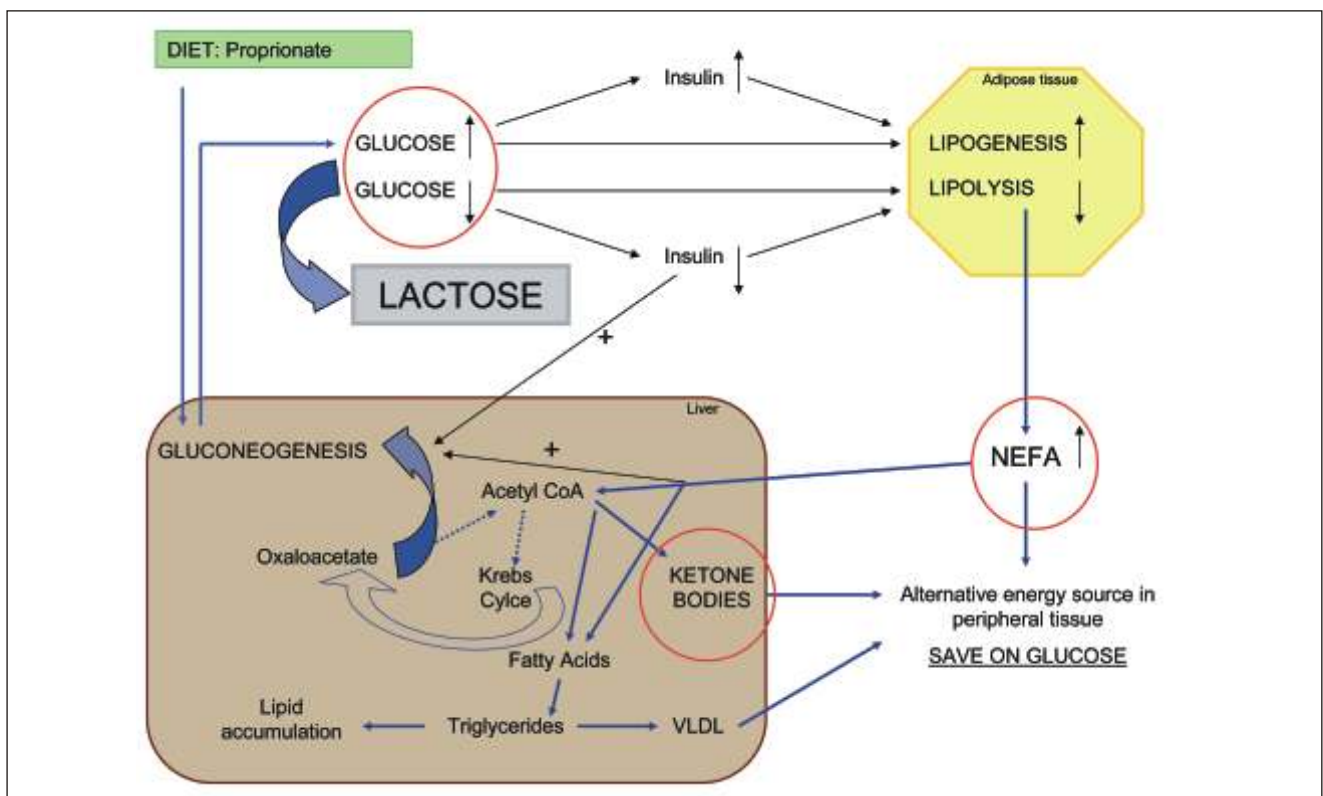 DIET: Proprionate
Insulin
Adipose tissue
GLUCOSE
LIPOGENESIS
GLUCOSE
LIPOLYSIS
Insulin
LACTOSE
+
Liver
GLUCONEOGENESIS
+
NEFA
Acetyl CoA
Oxaloacetate
Krebs
Cylce
KETONE
BODIES
Alternative energy source in
peripheral tissue
SAVE ON GLUCOSE
Fatty Acids
Lipid
accumulation
Triglycerides
VLDL